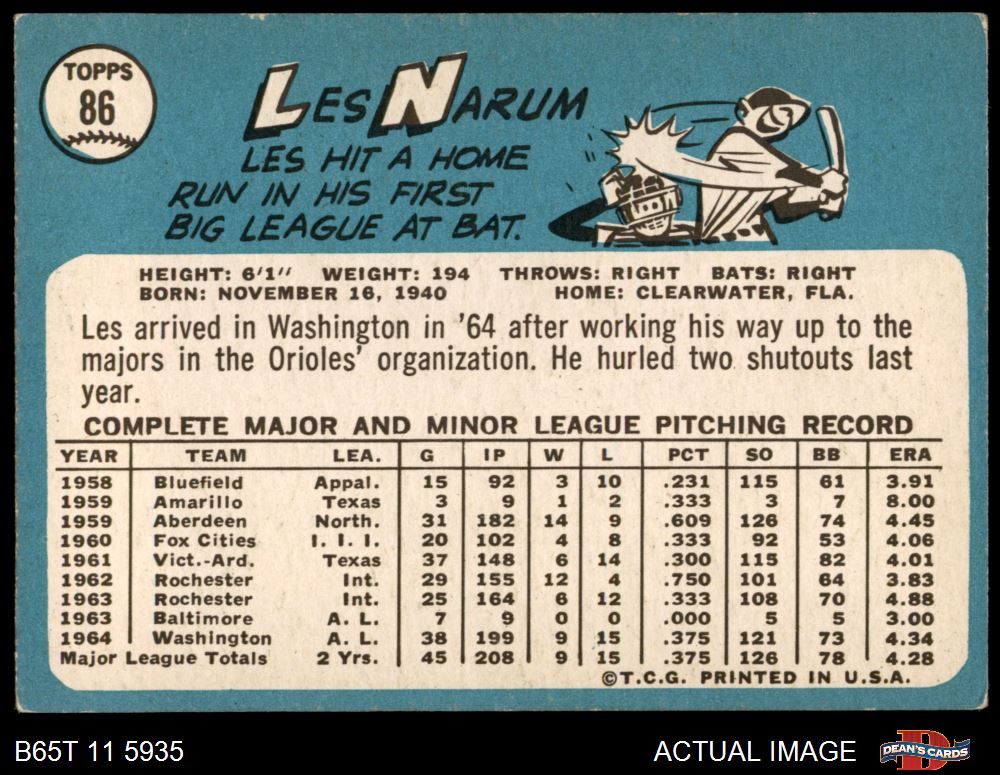 TOPPS
86
LES NARUM
LES HIT A HOME
RUN IN HIS FIRST
BIG LEAGUE AT BAT.
HEIGHT: 6'1" WEIGHT: 194 THROWS: RIGHT BATS: RIGHT
BORN: NOVEMBER 16, 1940 HOME: CLEARWATER, FLA.
Les arrived in Washington in '64 after working his way up to the
majors in the Orioles' organization. He hurled two shutouts last
year.
COMPLETE MAJOR AND MINOR LEAGUE PITCHING RECORD
YEAR TEAM LEA. G IP W L PCT SO BB ERA
1958 Bluefield Appal. 15 92 3 10 .231 115 61 3.91
1959 Amarillo Texas 3 9 1 2 .333 3 7 8.00
1959 Aberdeen North. 31 182 14 9 .609 126 74 4.45
1960 Fox Cities I. I. I. 20 102 4 8 .333 92 53 4.06
1961 Vict.-Ard. Texas 37 148 6 14 .300 115 82 4.01
1962 Rochester Int. 29 155 12 4 .750 101 64 3.83
1963 Rochester Int. 25 164 6 12 .333 108 70 4.88
1963 Baltimore A. L. 7 9 0 0 .000 5 5 3.00
1964 Washington A. L. 38 199 9 15 .375 121 73 4.34
Major League Totals 2 Yrs. 45 208 9 15 .375 126 78 4.28
©T.C.G. PRINTED IN U.S.A.
B65T 11 5935 ACTUAL IMAGE DEAN'S CARDS